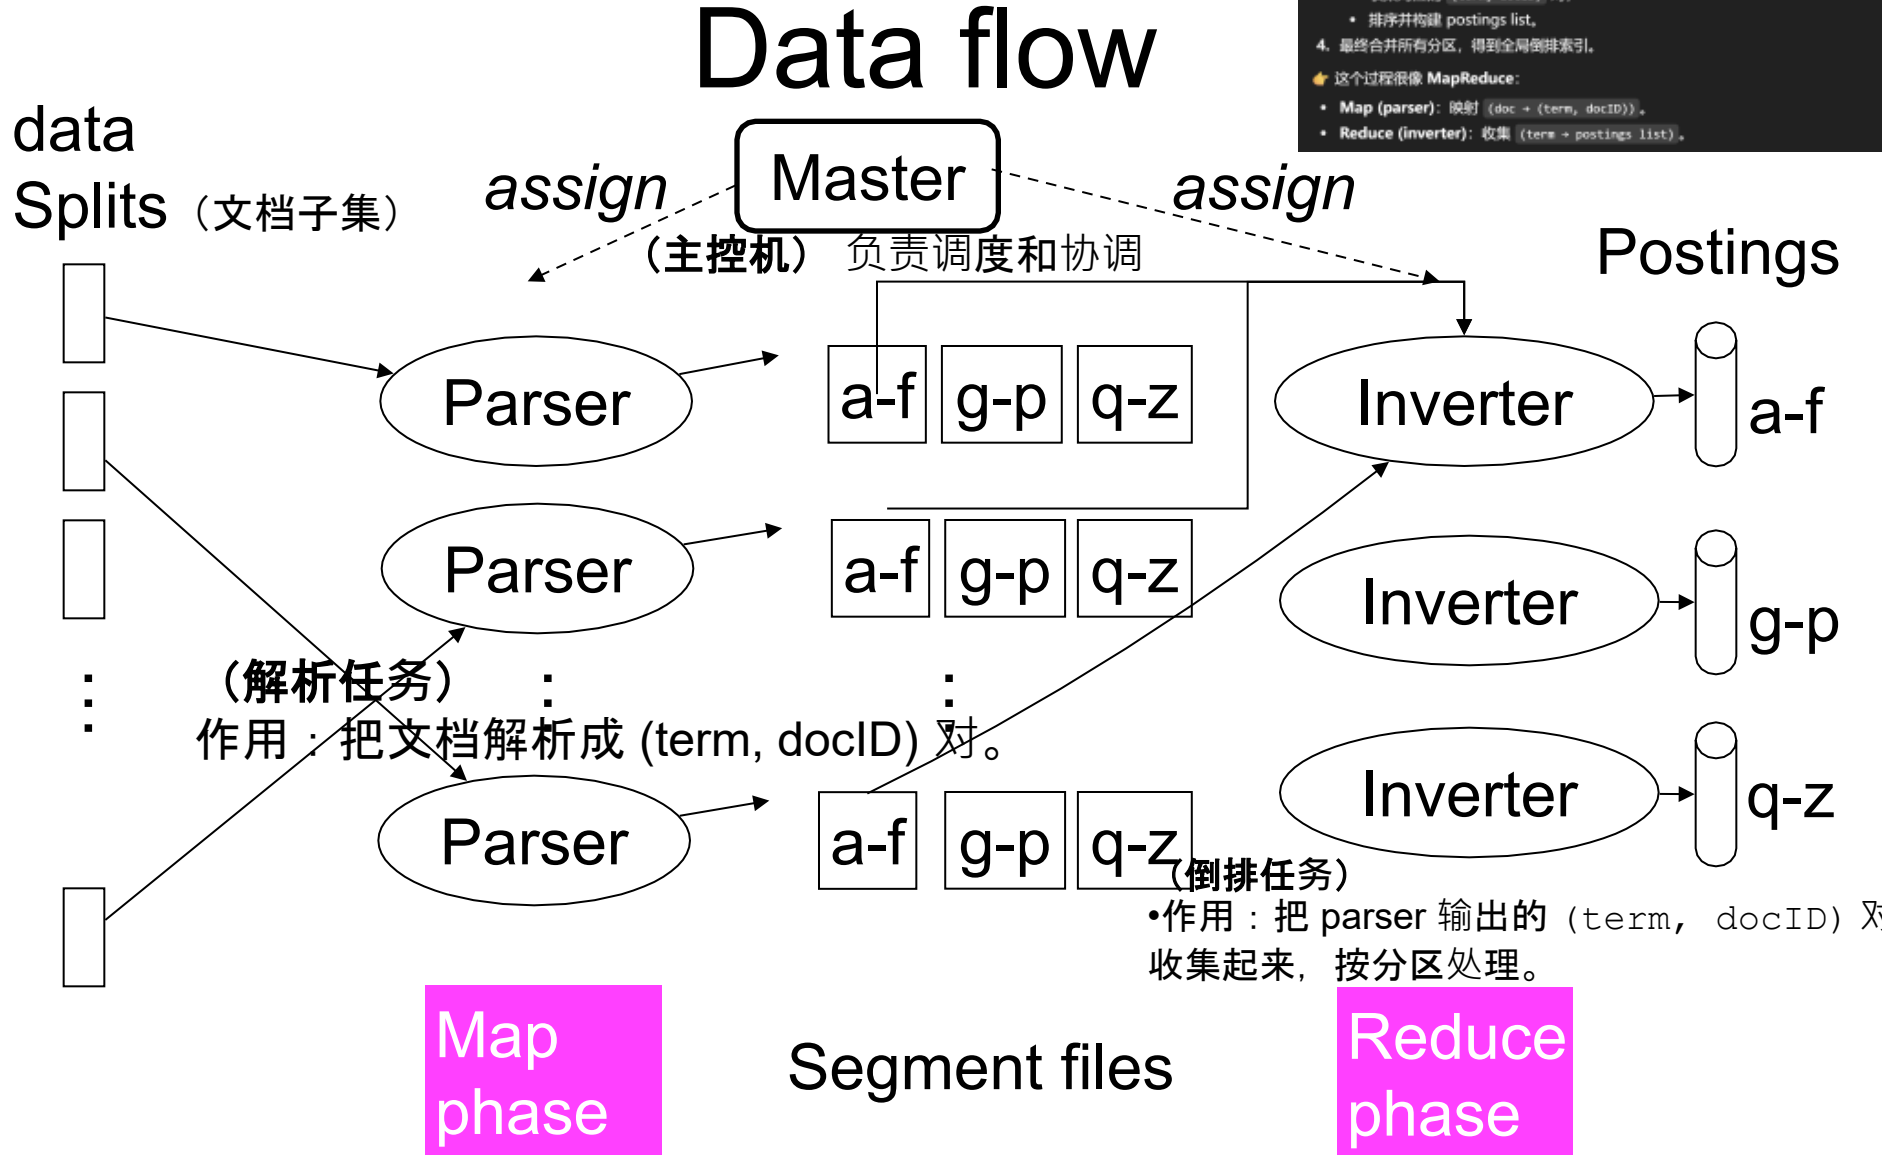 Data flow
• 排序并构建 postings list。
4. 最终合并所有分区，得到全局倒排索引。
👉 这个过程很像 MapReduce：
• Map (parser)：映射 (doc → (term, docID))。
• Reduce (inverter)：收集 (term → postings list)。
data
Splits（文档子集）
assign
Master
assign
（主控机） 负责调度和协调
Postings
Parser
a-f
g-p
q-z
Inverter
a-f
Parser
a-f
g-p
q-z
Inverter
g-p
（解析任务）
作用：把文档解析成 (term, docID) 对。
Parser
a-f
g-p
q-z
Inverter
q-z
（倒排任务）
•作用：把 parser 输出的 (term, docID) 对
收集起来，按分区处理。
Map
phase
Segment files
Reduce
phase